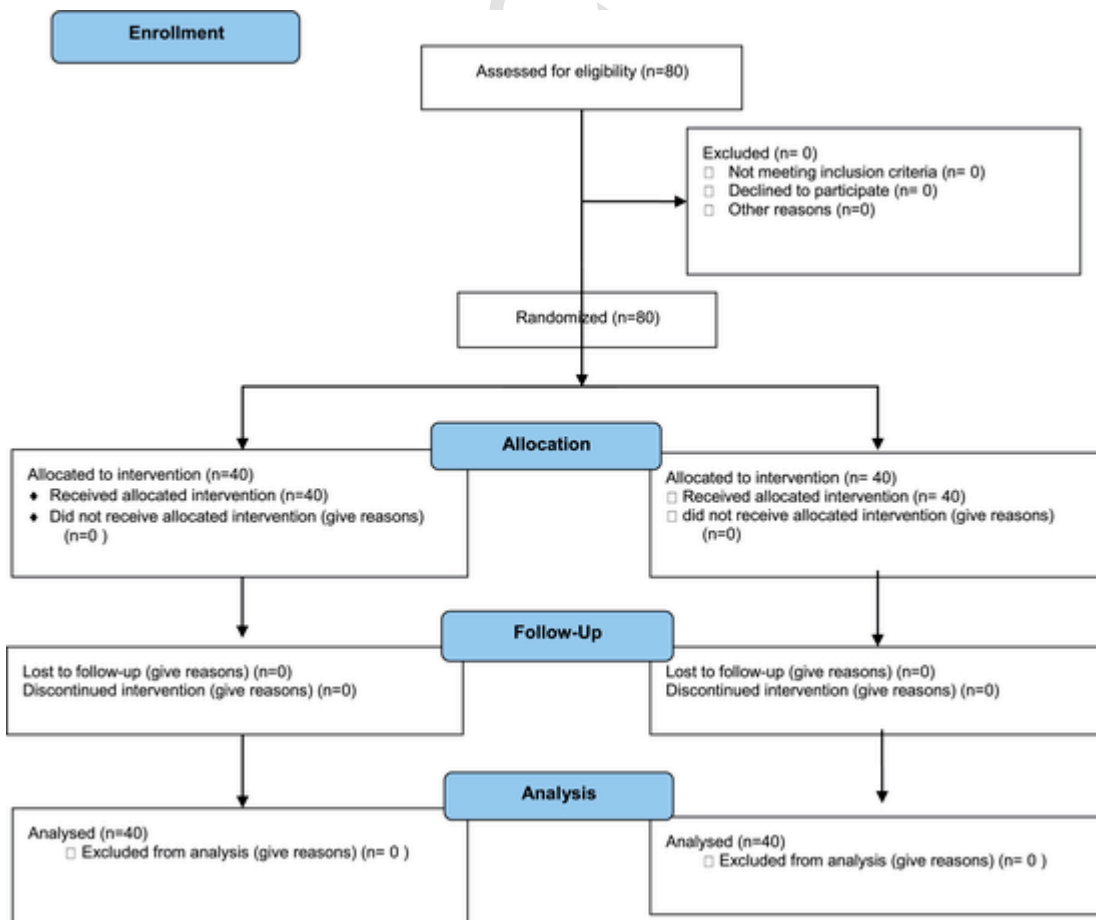 Enrollment
Assessed for eligibility (n=80)
Excluded (n= 0)
□ Not meeting inclusion criteria (n= 0)
□ Declined to participate (n= 0)
□ Other reasons (n=0)
Randomized (n=80)
Allocation
Allocated to intervention (n=40)
♦ Received allocated intervention (n=40)
♦ Did not receive allocated intervention (give reasons)
(n=0 )
Allocated to intervention (n= 40)
□ Received allocated intervention (n= 40)
□ did not receive allocated intervention (give reasons)
(n=0)
Follow-Up
Lost to follow-up (give reasons) (n=0)
Discontinued intervention (give reasons) (n=0)
Lost to follow-up (give reasons) (n=0)
Discontinued intervention (give reasons) (n=0)
Analysis
Analysed (n=40)
□ Excluded from analysis (give reasons) (n= 0 )
Analysed (n=40)
□ Excluded from analysis (give reasons) (n= 0 )